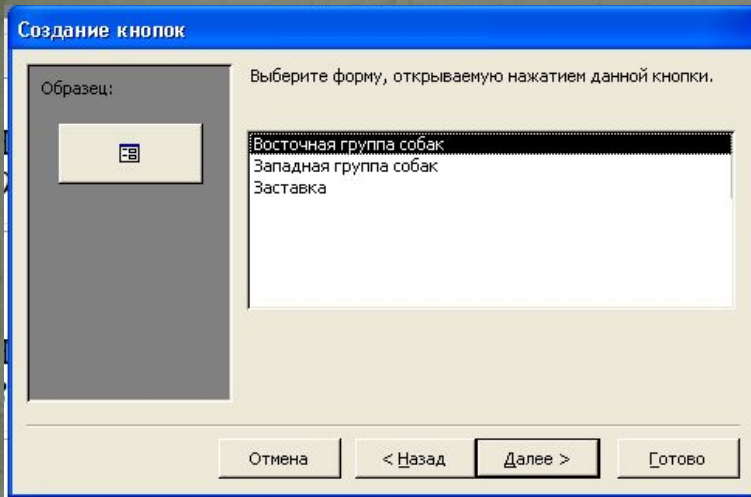 Создание кнопок
Образец:
Выберите форму, открываемую нажатием данной кнопки.
Восточная группа собак
Западная группа собак
Заставка
Отмена
< Назад
Далее >
Готово